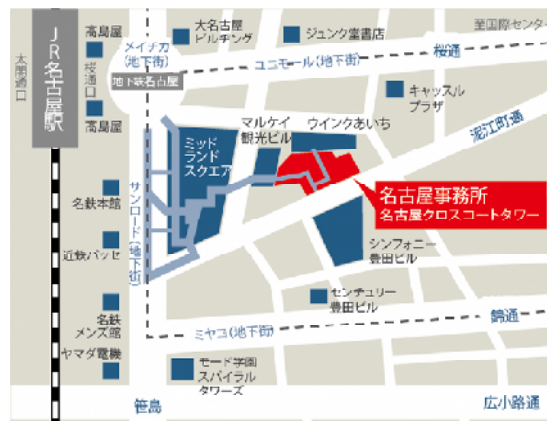 太閤通口
JR名古屋駅
高島屋
桜通口
高島屋
メイチカ
(地下街)
地下鉄名古屋
大名古屋
ビルヂング
ジュンク堂書店
至国際センター
ユニモール(地下街)
桜通
キャッスル
プラザ
泥江町通
ミッド
ランド
スクエア
マルケイ
観光ビル
ウインクあいち
名古屋事務所
名古屋クロスコートタワー
名鉄本館
サンロード(地下街)
近鉄パッセ
シンフォニー
豊田ビル
センチュリー
豊田ビル
名鉄
メンズ館
ヤマダ電機
ミヤコ(地下街)
錦通
モード学園
スパイラル
タワーズ
笹島
広小路通